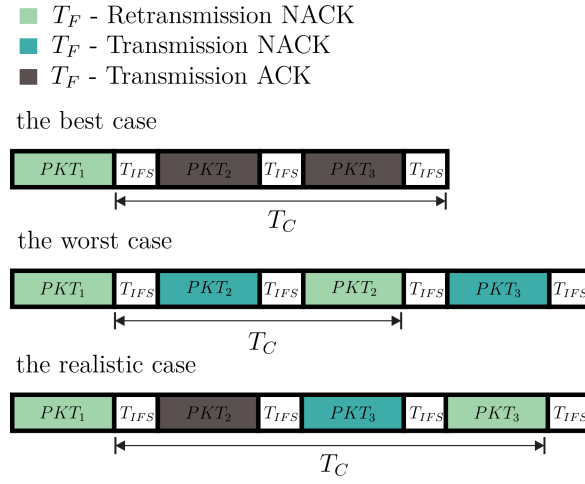 T_F - Retransmission NACK
T_F - Transmission NACK
T_F - Transmission ACK
the best case
PKT_1 T_IFS PKT_2 T_IFS PKT_3 T_IFS
T_C
the worst case
PKT_1 T_IFS PKT_2 T_IFS PKT_2 T_IFS PKT_3 T_IFS
T_C
the realistic case
PKT_1 T_IFS PKT_2 T_IFS PKT_3 T_IFS PKT_3 T_IFS
T_C